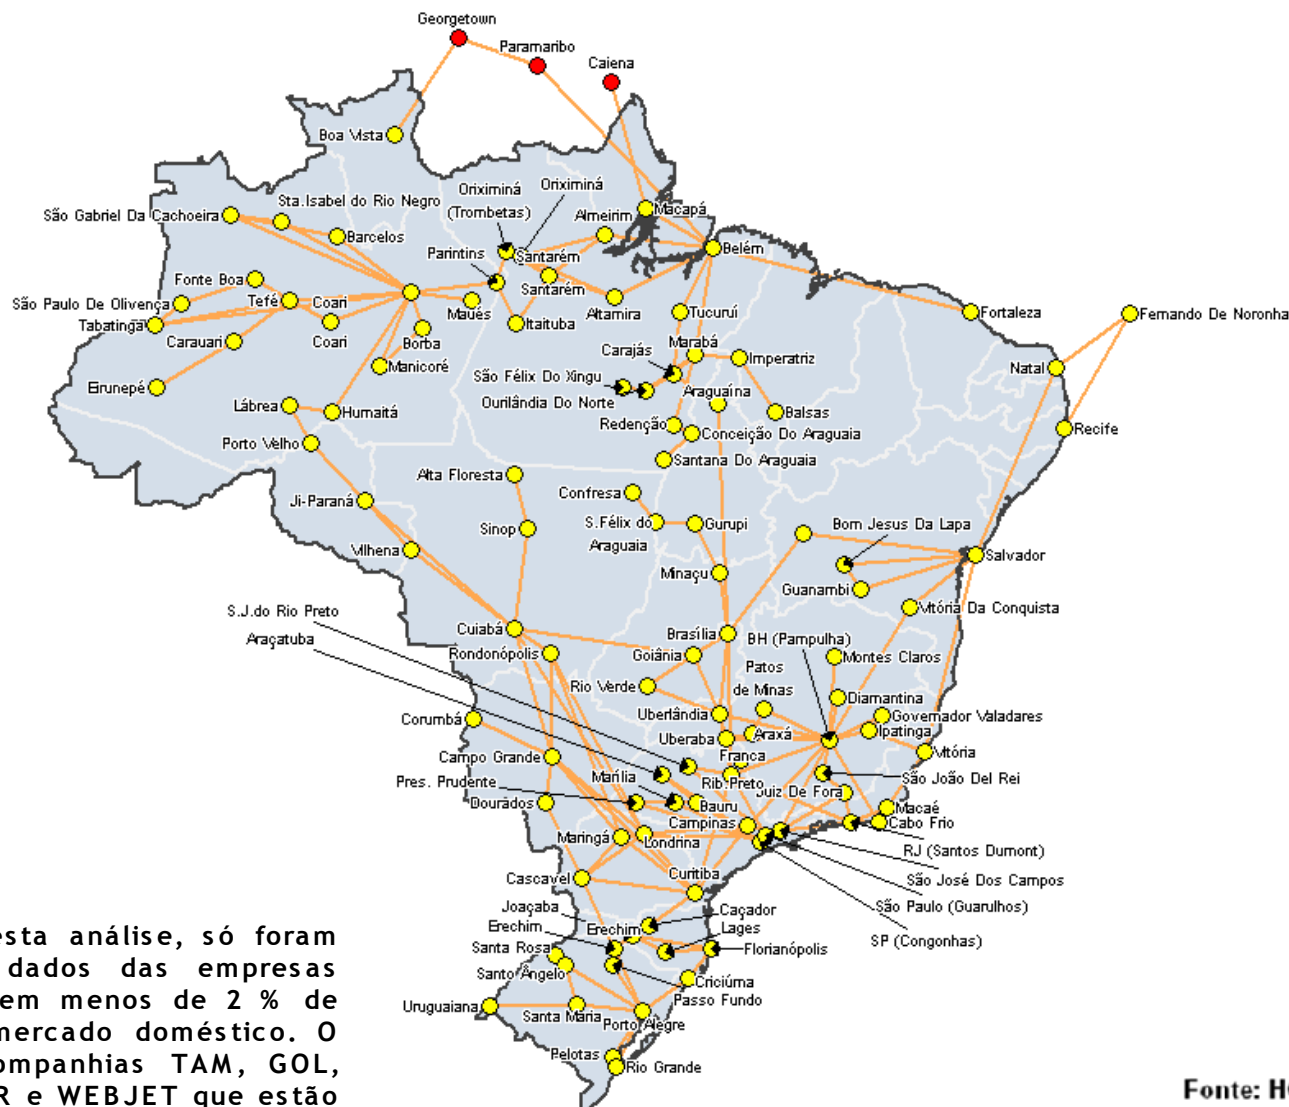 Georgetown
Paramaribo
Caiena
Boa Vista
Oriximiná
Oriximiná
(Trombetas)
Sta.Isabel do Rio Negro
São Gabriel Da Cachoeira
Barcelos
Almeirim
Macapá
Parintins
Santarém
Belém
Fonte Boa
Tefé
Coari
Santarém
São Paulo De Olivença
Maués
Altamira
Tucuruí
Fortaleza
Fernando De Noronha
Tabatinga
Itaituba
Carauari
Coari
Borba
Marabá
Carajás
Imperatriz
Manicoré
Natal
São Félix Do Xingu
Eirunepé
Araguaína
Ourilândia Do Norte
Lábrea
Humaitá
Balsas
Redenção
Conceição Do Araguaia
Recife
Porto Velho
Santana Do Araguaia
Alta Floresta
Confresa
Ji-Paraná
Sinop
S.Félix do
Araguaia
Gurupi
Bom Jesus Da Lapa
Vilhena
Salvador
Minaçu
Guanambi
Vitória Da Conquista
S.J.do Rio Preto
Araçatuba
Cuiabá
Brasília
BH (Pampulha)
Rondonópolis
Goiânia
Montes Claros
Patos
de Minas
Rio Verde
Diamantina
Corumbá
Uberlândia
Governador Valadares
Ipatinga
Uberaba
Araxá
Vitória
Campo Grande
Franca
Marília
São João Del Rei
Pres. Prudente
Rib.Preto
Juiz De Fora
Dourados
Bauru
Macaé
Campinas
Cabo Frio
Maringá
Londrina
RJ (Santos Dumont)
Cascavel
Curitiba
São José Dos Campos
São Paulo (Guarulhos)
Joaçaba
Caçador
Erechim
Erechim
Lages
SP (Congonhas)
Santa Rosa
Florianópolis
Santo Ângelo
Criciúma
Passo Fundo
Uruguaiana
Santa Maria
Porto Alegre
Pelotas
Rio Grande
esta análise, só foram
dados das empresas
em menos de 2 % de
mercado doméstico. O
ompanhias TAM, GOL,
R e WEBJET que estão
Fonte: